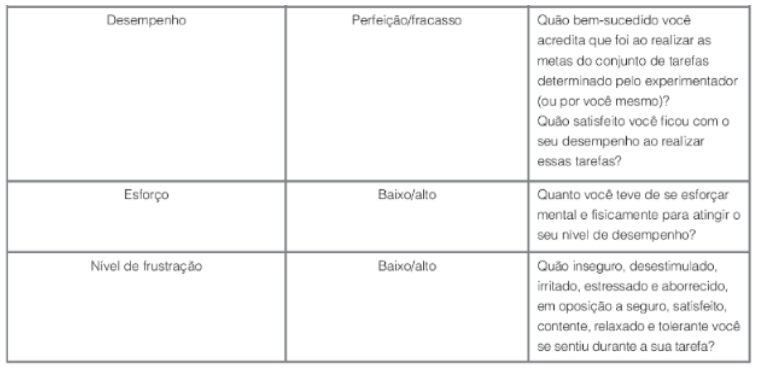 Desempenho
Perfeição/fracasso
Quão bem-sucedido você
acredita que foi ao realizar as
metas do conjunto de tarefas
determinado pelo experimentador
(ou por você mesmo)?
Quão satisfeito você ficou com o
seu desempenho ao realizar
essas tarefas?
Esforço
Baixo/alto
Quanto você teve de se esforçar
mental e fisicamente para atingir o
seu nível de desempenho?
Nível de frustração
Baixo/alto
Quão inseguro, desestimulado,
irritado, estressado e aborrecido,
em oposição a seguro, satisfeito,
contente, relaxado e tolerante você
se sentiu durante a sua tarefa?